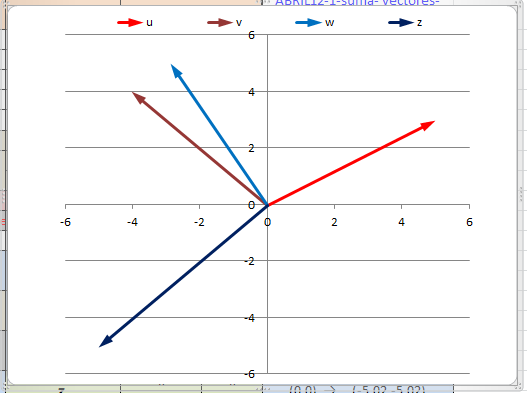 ABRIL12-1-suma- vectores-
u v w z
6
4
2
0
-6 -4 -2 0 2 4 6
-2
-4
-6
(0,0) -> (-5.02,-5.02)